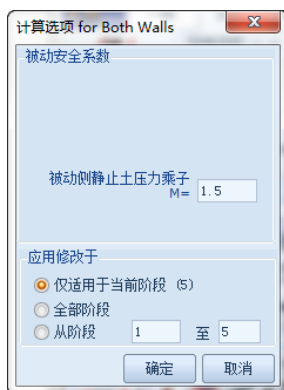 计算选项 for Both Walls
被动安全系数
被动侧静止土压力乘子
M= 1.5
应用修改于
仅适用于当前阶段 (5)
全部阶段
从阶段 1 至 5
确定 取消